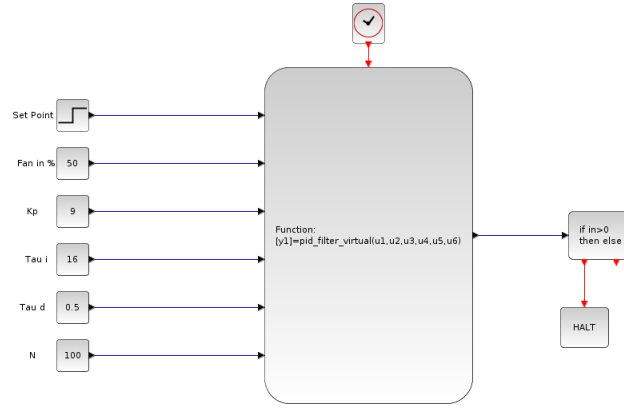 Set Point
Fan in % 50
Kp 9
Tau i 16
Tau d 0.5
N 100
Function:
[y1]=pid_filter_virtual(u1,u2,u3,u4,u5,u6)
if in>0
then else
HALT